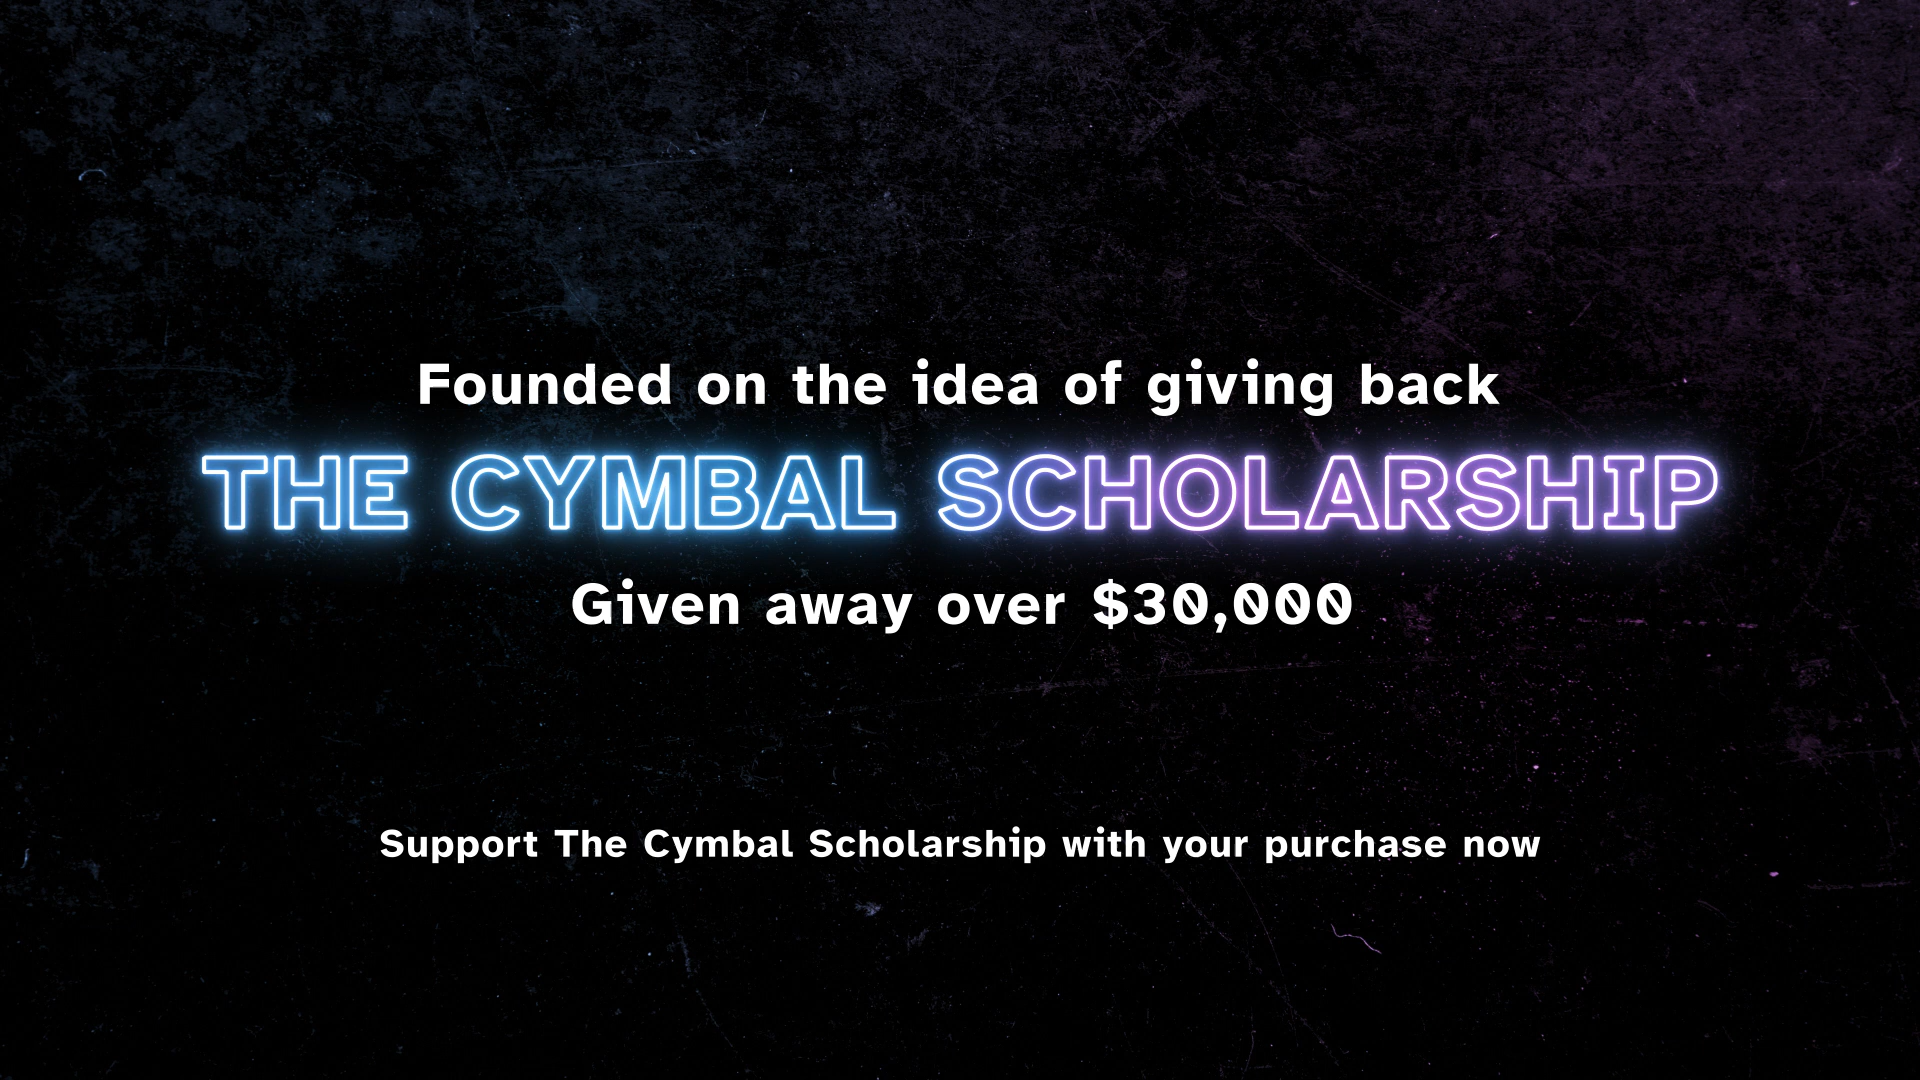 Founded on the idea of giving back
THE CYMBAL SCHOLARSHIP
Given away over $30,000
Support The Cymbal Scholarship with your purchase now